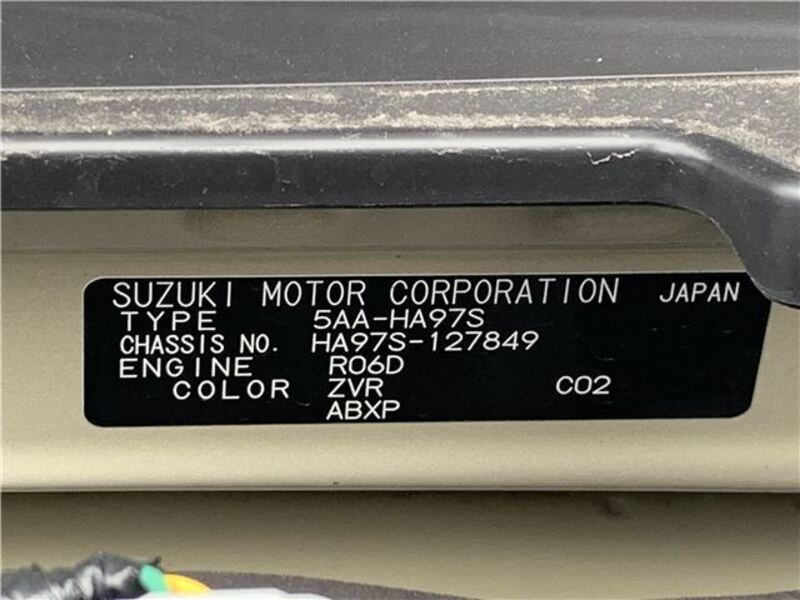 SUZUKI MOTOR CORPORATION JAPAN
TYPE 5AA-HA97S
CHASSIS NO. HA97S-127849
ENGINE R06D
COLOR ZVR C02
ABXP